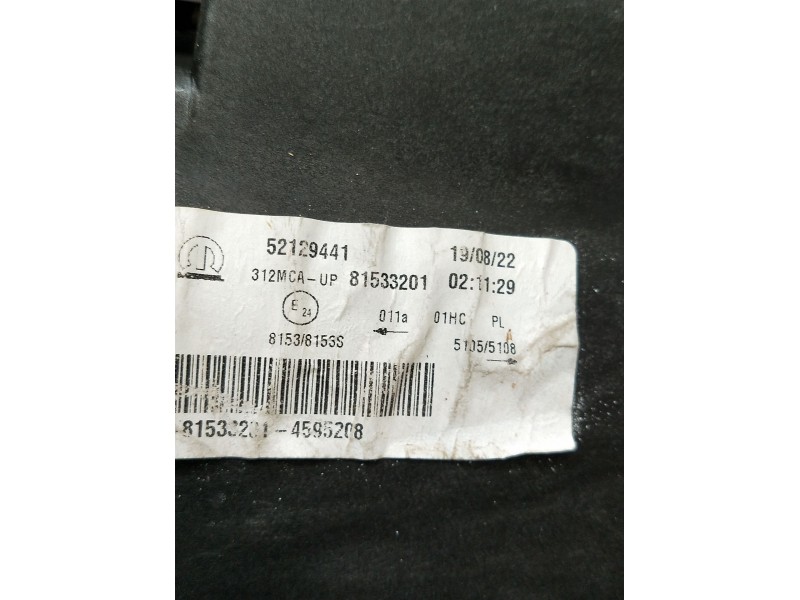 52129441 19/08/22
312MCA-UP 81533201 02:11:29
E 24 011a 01HC PL A
8153/8153S 5105/5108
81533201-4595208